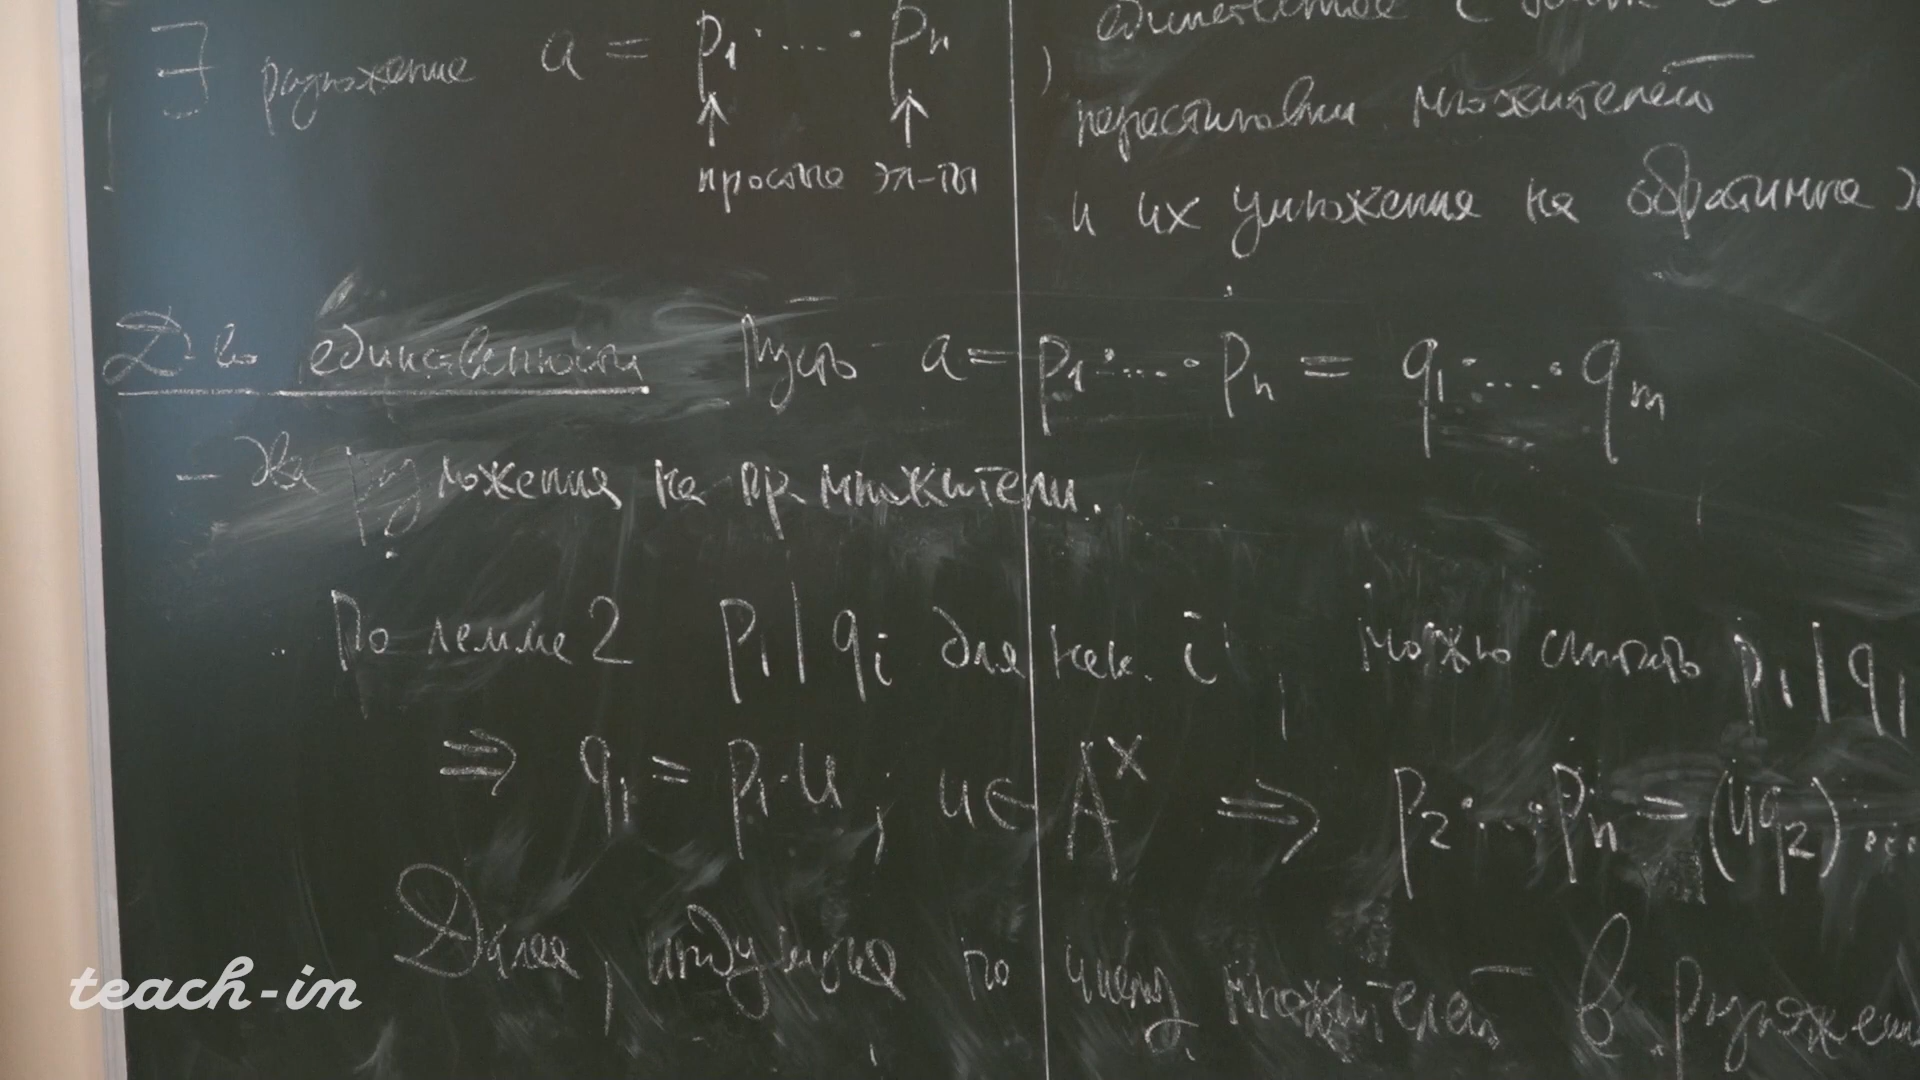 ∃ разложение a = p₁ · ... · pₙ , единственное с точн
простые эл-ты
перестановки множителей
и их умножения на обратимые э
Д-во единственности Пусть a = p₁ · ... · pₙ = q₁ · ... · qₘ
- два разложения на пр. множители.
По лемме 2 p₁ | qᵢ для нек. i, можно считать p₁ | q₁,
⇒ q₁ = p₁ · u, u ∈ Aˣ ⇒ p₂ · ... · pₙ = (uq₂) · ...
Далее, индукция по числу множителей в разложени
teach-in